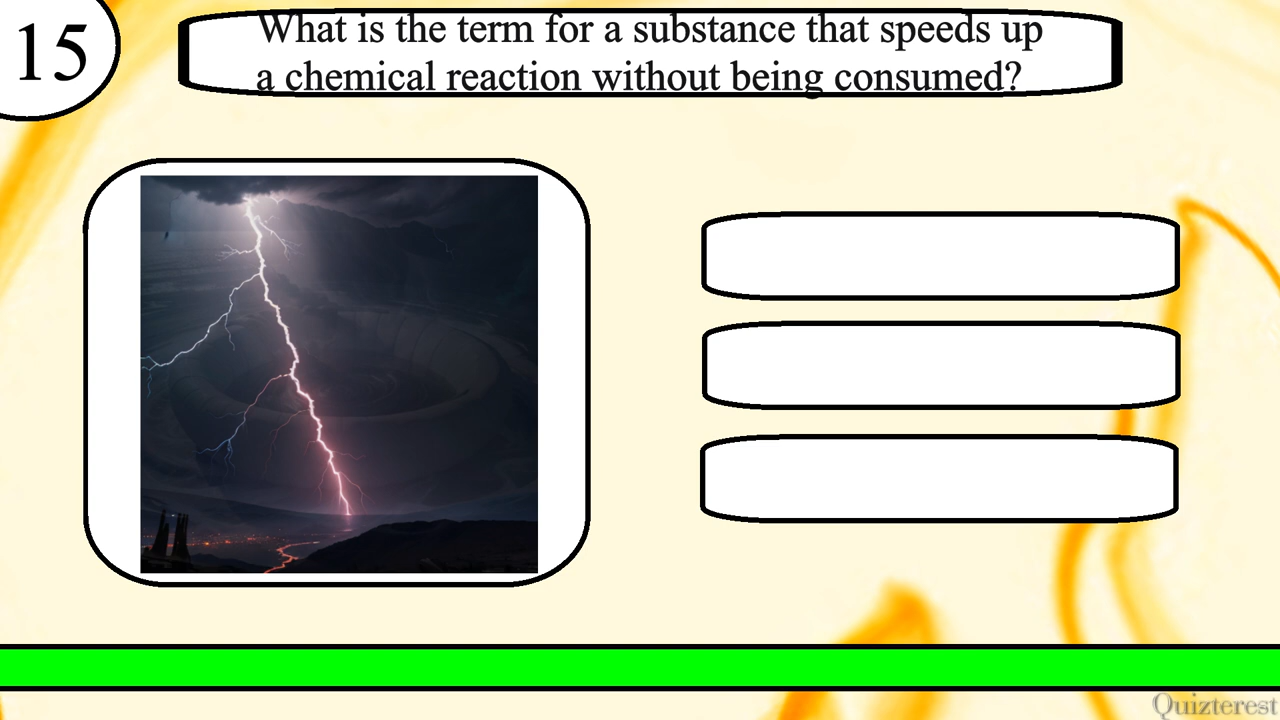 15
What is the term for a substance that speeds up
a chemical reaction without being consumed?
Quizterest